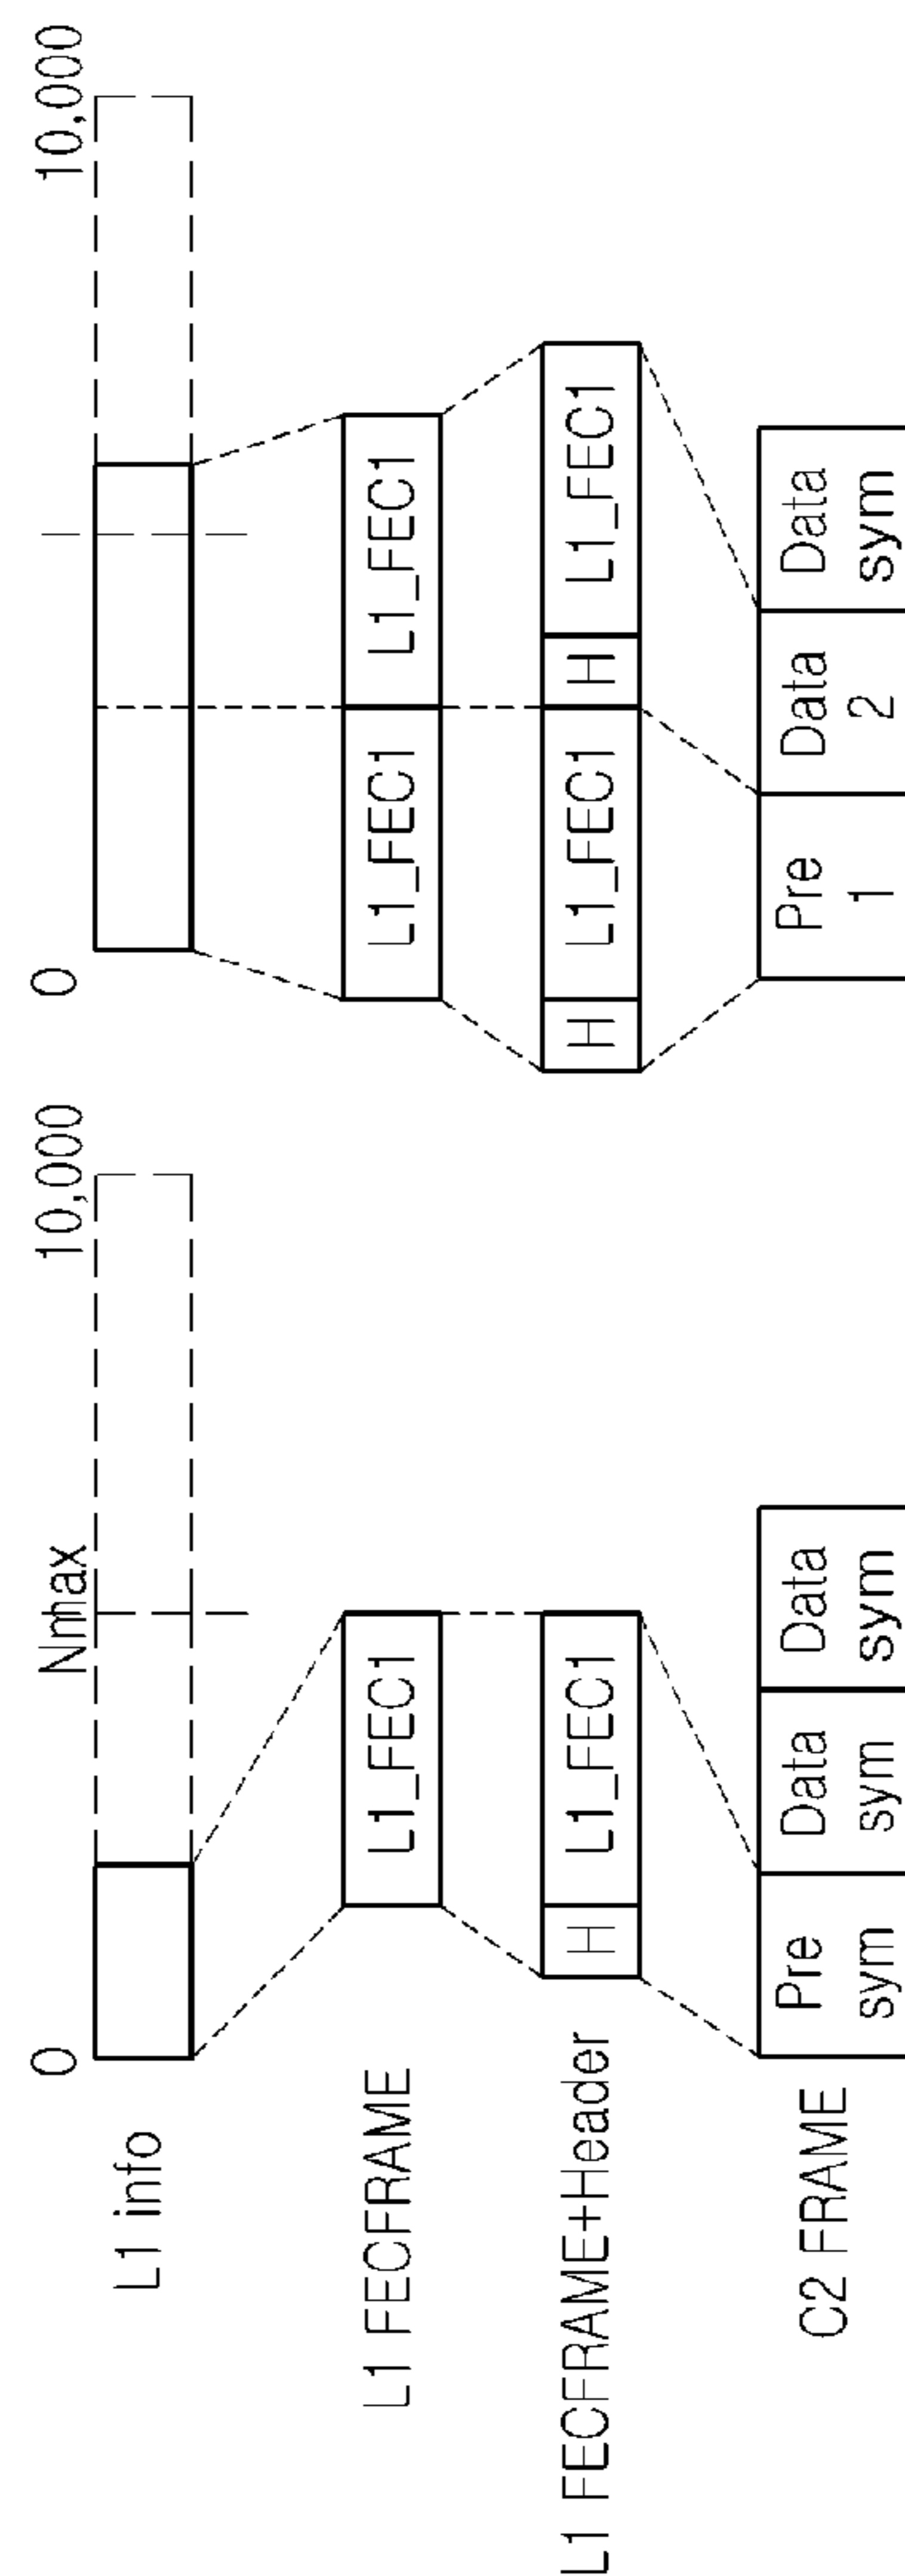 0 Nmax 10,000 0 10,000
L1 info
L1 FECFRAME L1_FEC1 L1_FEC1 L1_FEC1
L1 FECFRAME+Header H L1_FEC1 H L1_FEC1 H L1_FEC1
C2 FRAME Pre Data Data Pre Data Data
sym sym sym 1 2 sym